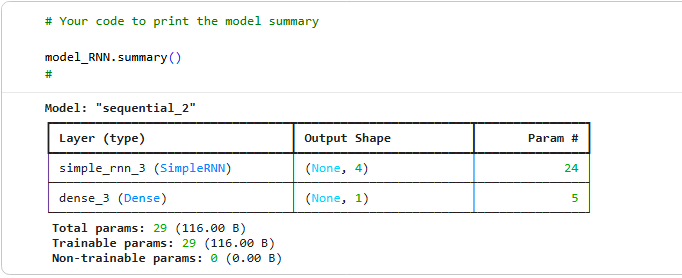 # Your code to print the model summary
model_RNN.summary()
#
Model: "sequential_2"
Layer (type) Output Shape Param #
simple_rnn_3 (SimpleRNN) (None, 4) 24
dense_3 (Dense) (None, 1) 5
Total params: 29 (116.00 B)
Trainable params: 29 (116.00 B)
Non-trainable params: 0 (0.00 B)